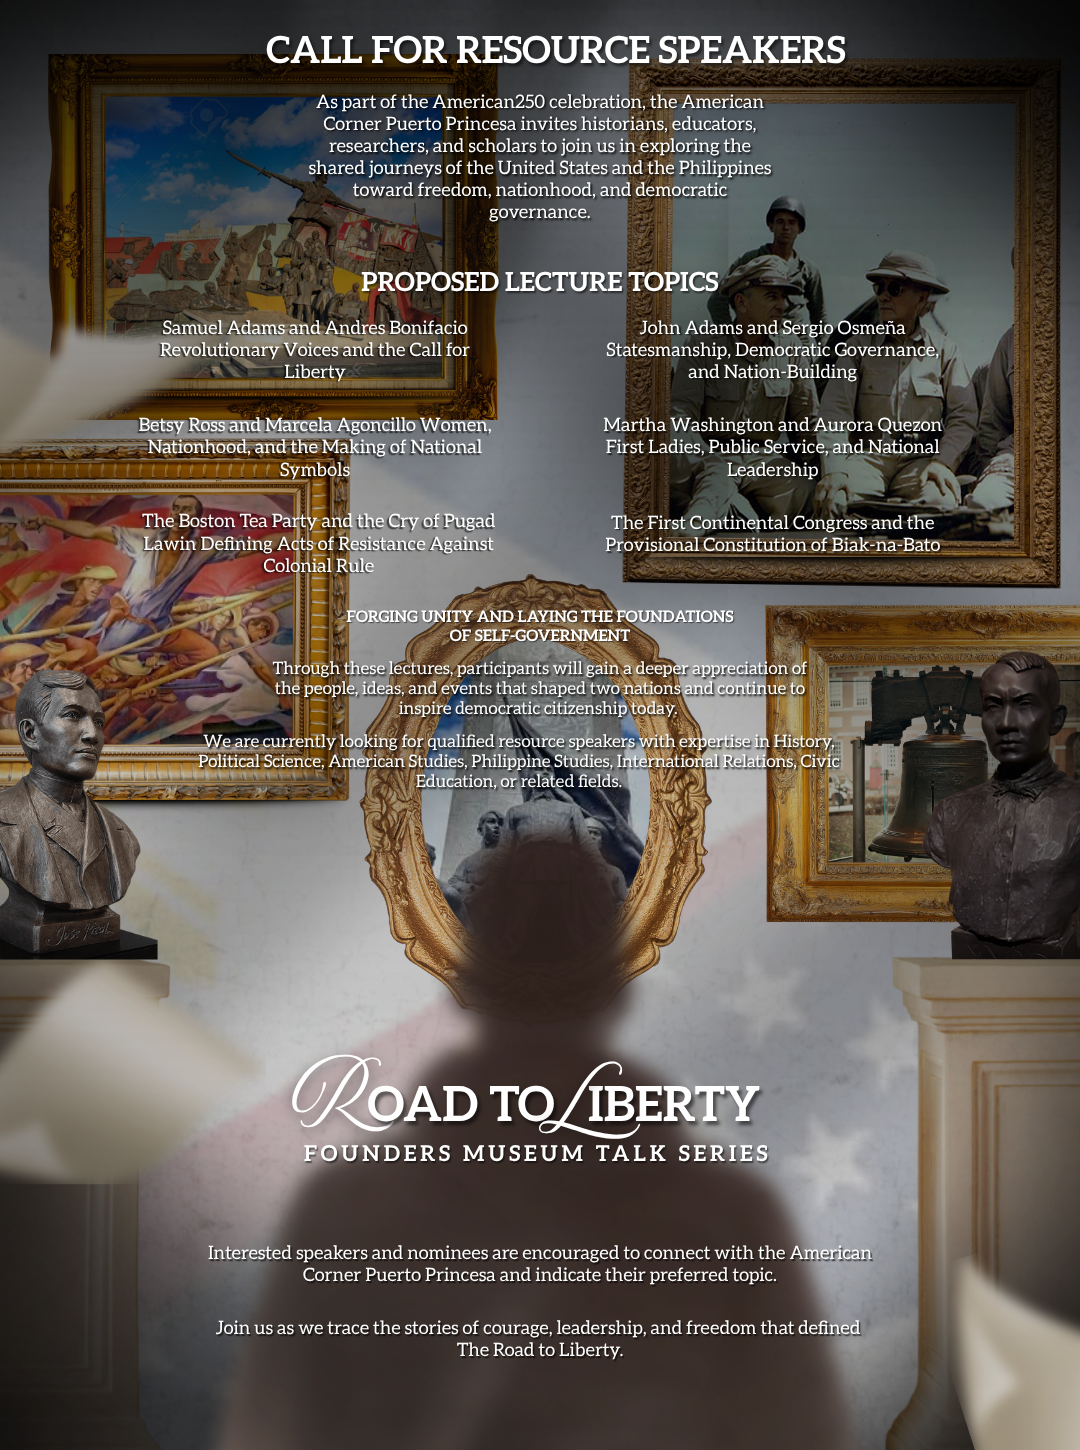 CALL FOR RESOURCE SPEAKERS
As part of the American250 celebration, the American
Corner Puerto Princesa invites historians, educators,
researchers, and scholars to join us in exploring the
shared journeys of the United States and the Philippines
toward freedom, nationhood, and democratic
governance.
PROPOSED LECTURE TOPICS
Samuel Adams and Andres Bonifacio
Revolutionary Voices and the Call for
Liberty
Betsy Ross and Marcela Agoncillo Women,
Nationhood, and the Making of National
Symbols
The Boston Tea Party and the Cry of Pugad
Lawin Defining Acts of Resistance Against
Colonial Rule
John Adams and Sergio Osmeña
Statesmanship, Democratic Governance,
and Nation-Building
Martha Washington and Aurora Quezon
First Ladies, Public Service, and National
Leadership
The First Continental Congress and the
Provisional Constitution of Biak-na-Bato
FORGING UNITY AND LAYING THE FOUNDATIONS
OF SELF-GOVERNMENT
Through these lectures, participants will gain a deeper appreciation of
the people, ideas, and events that shaped two nations and continue to
inspire democratic citizenship today.
We are currently looking for qualified resource speakers with expertise in History,
Political Science, American Studies, Philippine Studies, International Relations, Civic
Education, or related fields.
Jose Rizal
ROAD TO LIBERTY
FOUNDERS MUSEUM TALK SERIES
Interested speakers and nominees are encouraged to connect with the American
Corner Puerto Princesa and indicate their preferred topic.
Join us as we trace the stories of courage, leadership, and freedom that defined
The Road to Liberty.